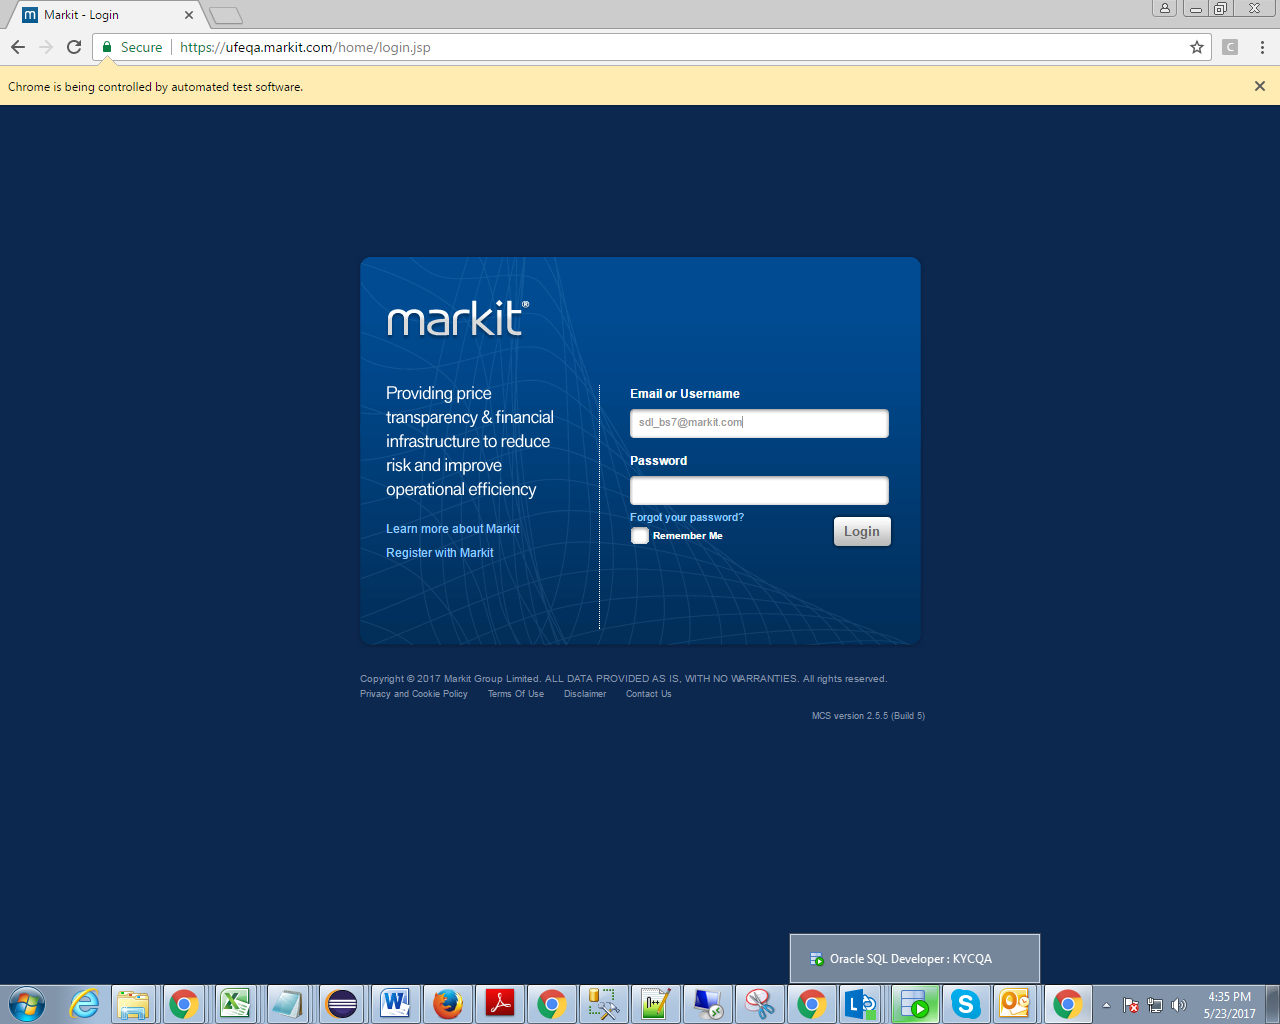 Markit - Login
Secure
https://ufeqa.markit.com/home/login.jsp
C
Chrome is being controlled by automated test software.
markit®
Providing price
transparency & financial
infrastructure to reduce
risk and improve
operational efficiency
Learn more about Markit
Register with Markit
Email or Username
sdl_bs7@markit.com
Password
Forgot your password?
Remember Me
Login
Copyright © 2017 Markit Group Limited. ALL DATA PROVIDED AS IS, WITH NO WARRANTIES. All rights reserved.
Privacy and Cookie Policy Terms Of Use Disclaimer Contact Us
MCS version 2.5.5 (Build 5)
Oracle SQL Developer : KYCQA
4:35 PM
5/23/2017